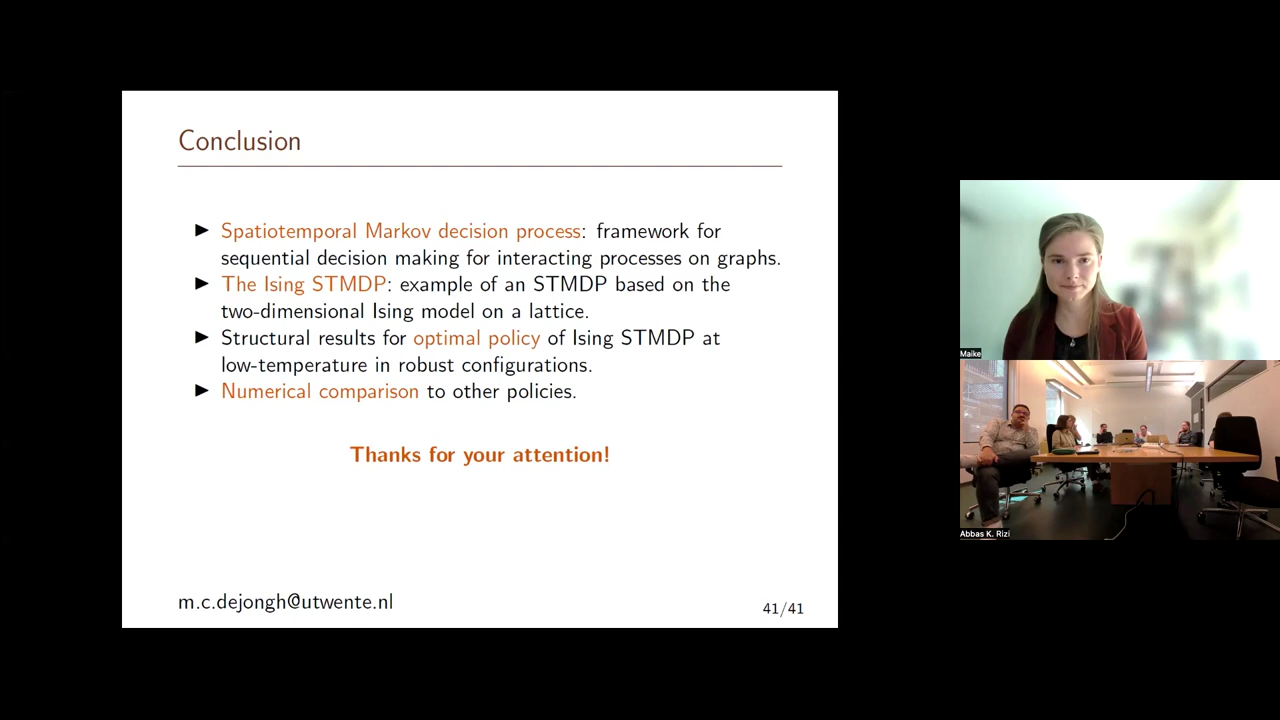 Conclusion
▶ Spatiotemporal Markov decision process: framework for
sequential decision making for interacting processes on graphs.
▶ The Ising STMDP: example of an STMDP based on the
two-dimensional Ising model on a lattice.
▶ Structural results for optimal policy of Ising STMDP at
low-temperature in robust configurations.
▶ Numerical comparison to other policies.
Thanks for your attention!
m.c.dejongh@utwente.nl
41/41
Maike
Abbas K. Rizi